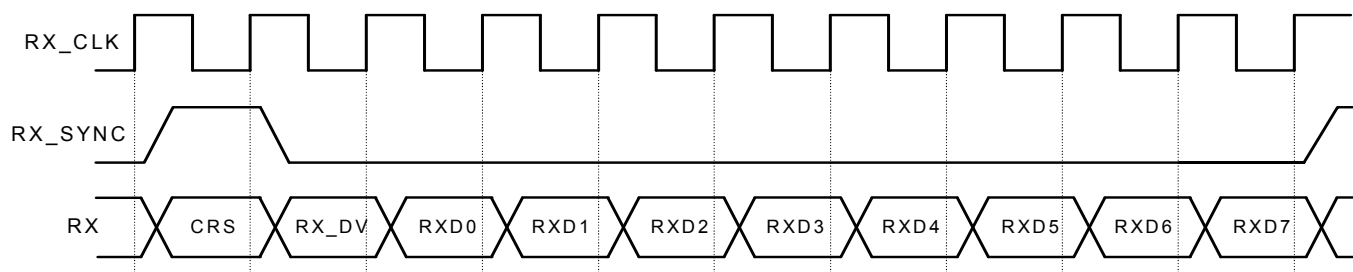 RX_CLK
RX_SYNC
RX CRS RX_DV RXD0 RXD1 RXD2 RXD3 RXD4 RXD5 RXD6 RXD7